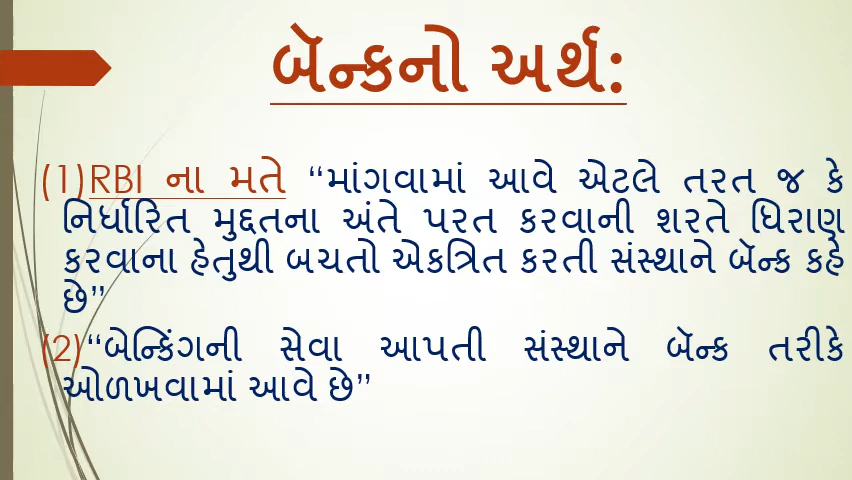 બૅન્કનો અર્થ:
(1)RBI ના મતે “માંગવામાં આવે એટલે તરત જ કે
નિર્ધારિત મુદ્દતના અંતે પરત કરવાની શરતે ધિરાણ
કરવાના હેતુથી બચતો એકત્રિત કરતી સંસ્થાને બૅન્ક કહે
છે”
(2)“બેન્કિંગની સેવા આપતી સંસ્થાને બૅન્ક તરીકે
ઓળખવામાં આવે છે”